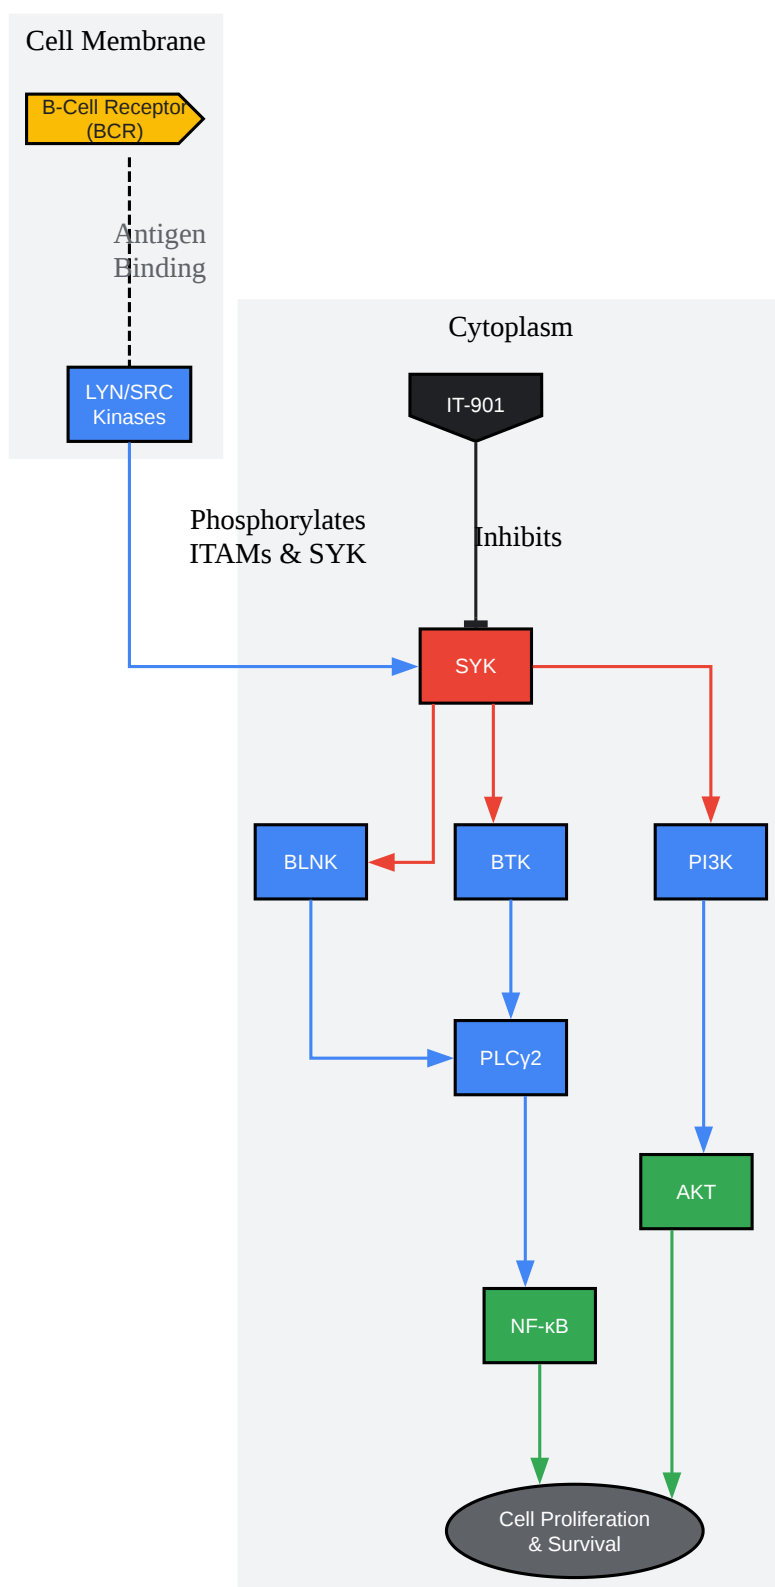 Cell Membrane
B-Cell Receptor
(BCR)
Antigen
Binding
LYN/SRC
Kinases
Cytoplasm
IT-901
Phosphorylates
ITAMs & SYK
Inhibits
SYK
BLNK
BTK
PI3K
PLCγ2
AKT
NF-κB
Cell Proliferation
& Survival